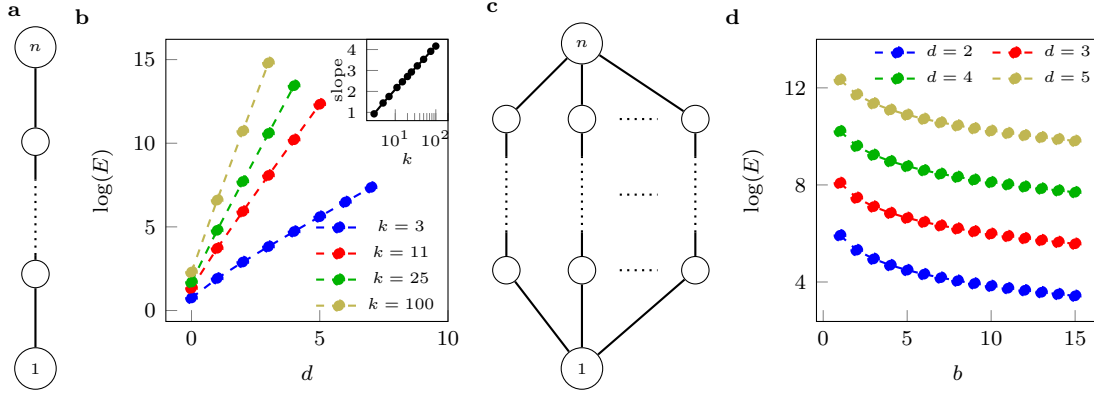 a
n
1
b
log(E)
15
10
5
0
0
5
10
d
k = 3
k = 11
k = 25
k = 100
slope
4
3
2
1
10^1
10^2
k
c
n
1
d
log(E)
12
8
4
0
5
10
15
b
d = 2
d = 3
d = 4
d = 5